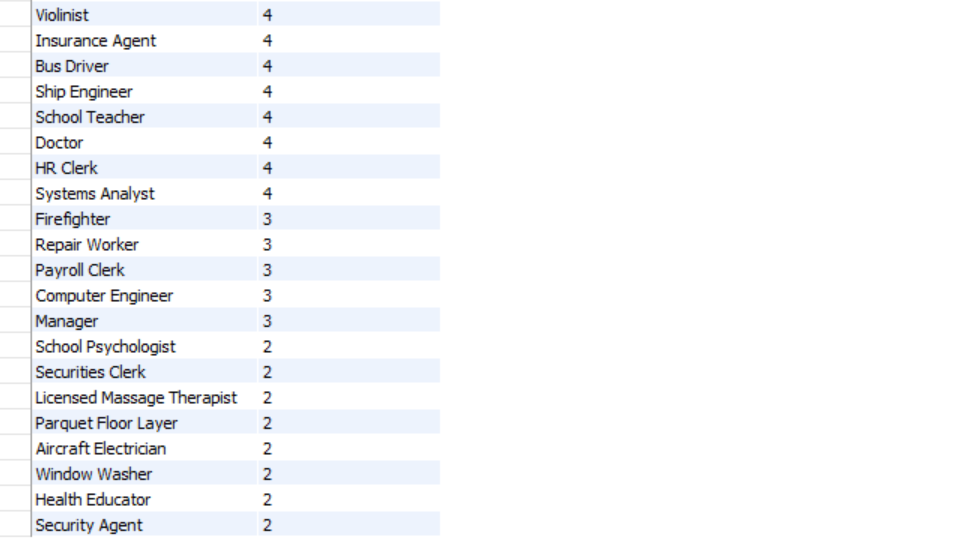 Violinist 4
Insurance Agent 4
Bus Driver 4
Ship Engineer 4
School Teacher 4
Doctor 4
HR Clerk 4
Systems Analyst 4
Firefighter 3
Repair Worker 3
Payroll Clerk 3
Computer Engineer 3
Manager 3
School Psychologist 2
Securities Clerk 2
Licensed Massage Therapist 2
Parquet Floor Layer 2
Aircraft Electrician 2
Window Washer 2
Health Educator 2
Security Agent 2